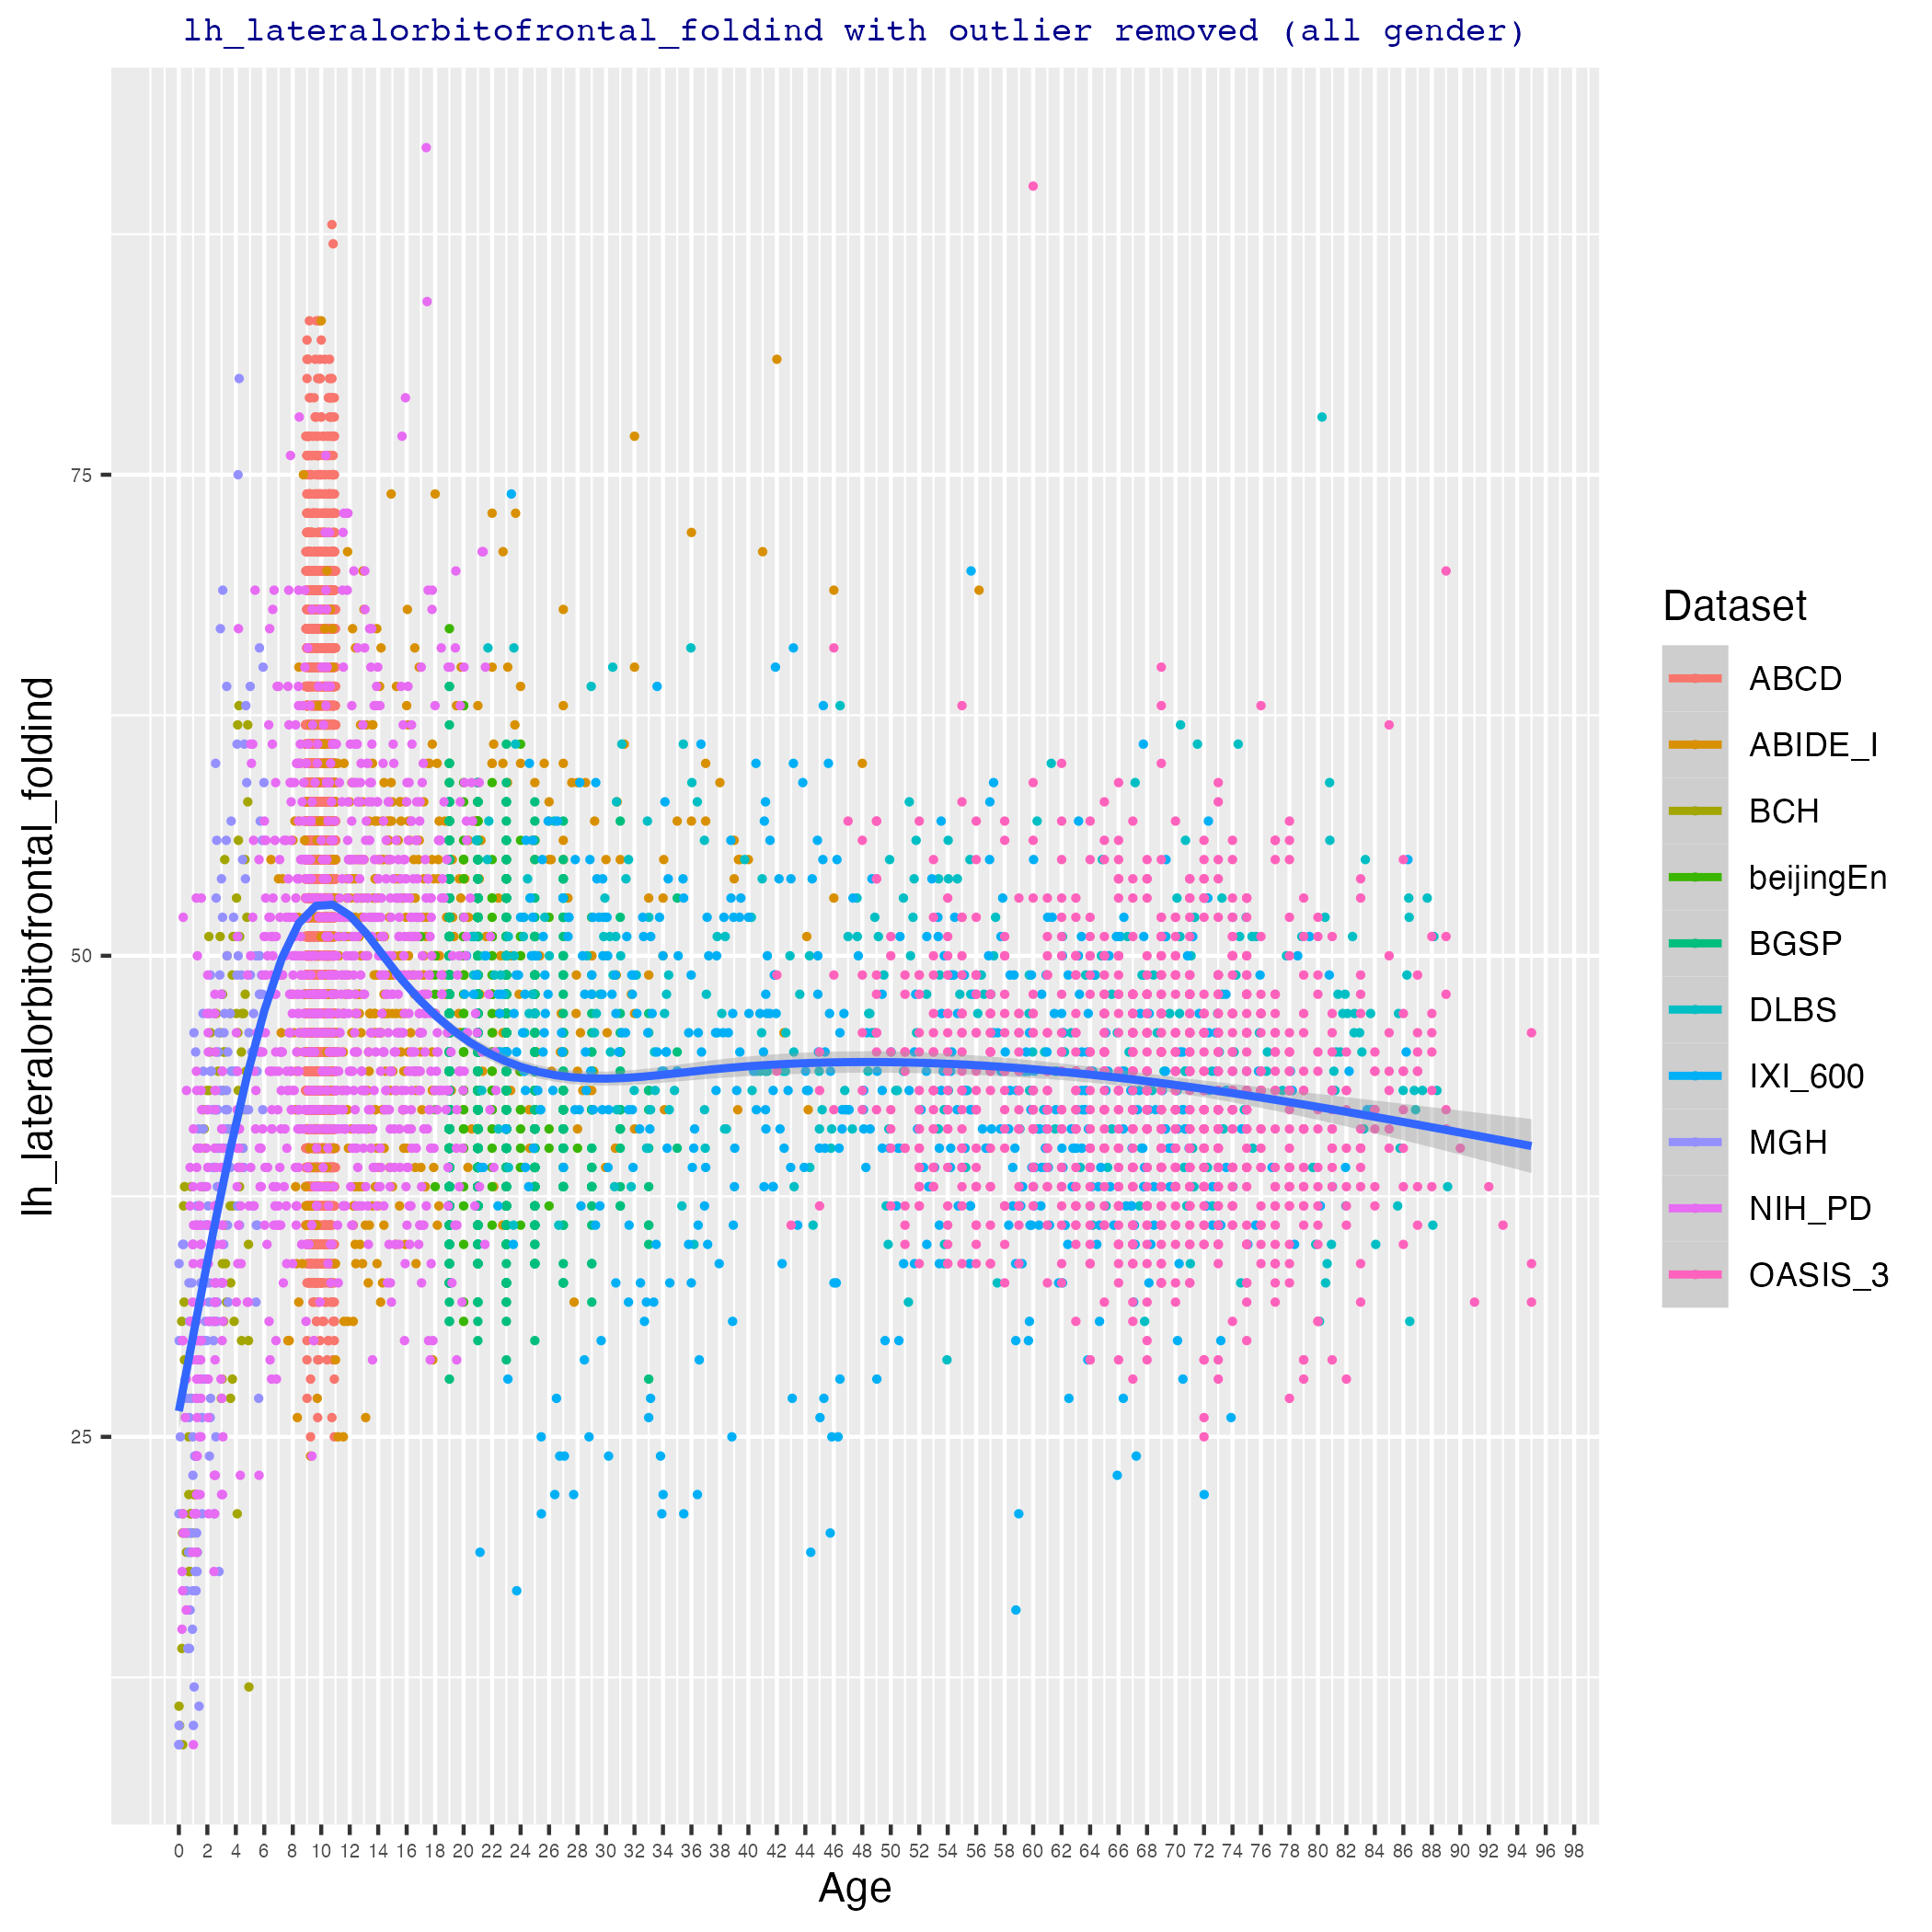 lh_lateralorbitofrontal_foldind with outlier removed (all gender)
lh_lateralorbitofrontal_foldind
75
50
25
0 2 4 6 8 10 12 14 16 18 20 22 24 26 28 30 32 34 36 38 40 42 44 46 48 50 52 54 56 58 60 62 64 66 68 70 72 74 76 78 80 82 84 86 88 90 92 94 96 98
Age
Dataset
ABCD
ABIDE_I
BCH
beijingEn
BGSP
DLBS
IXI_600
MGH
NIH_PD
OASIS_3